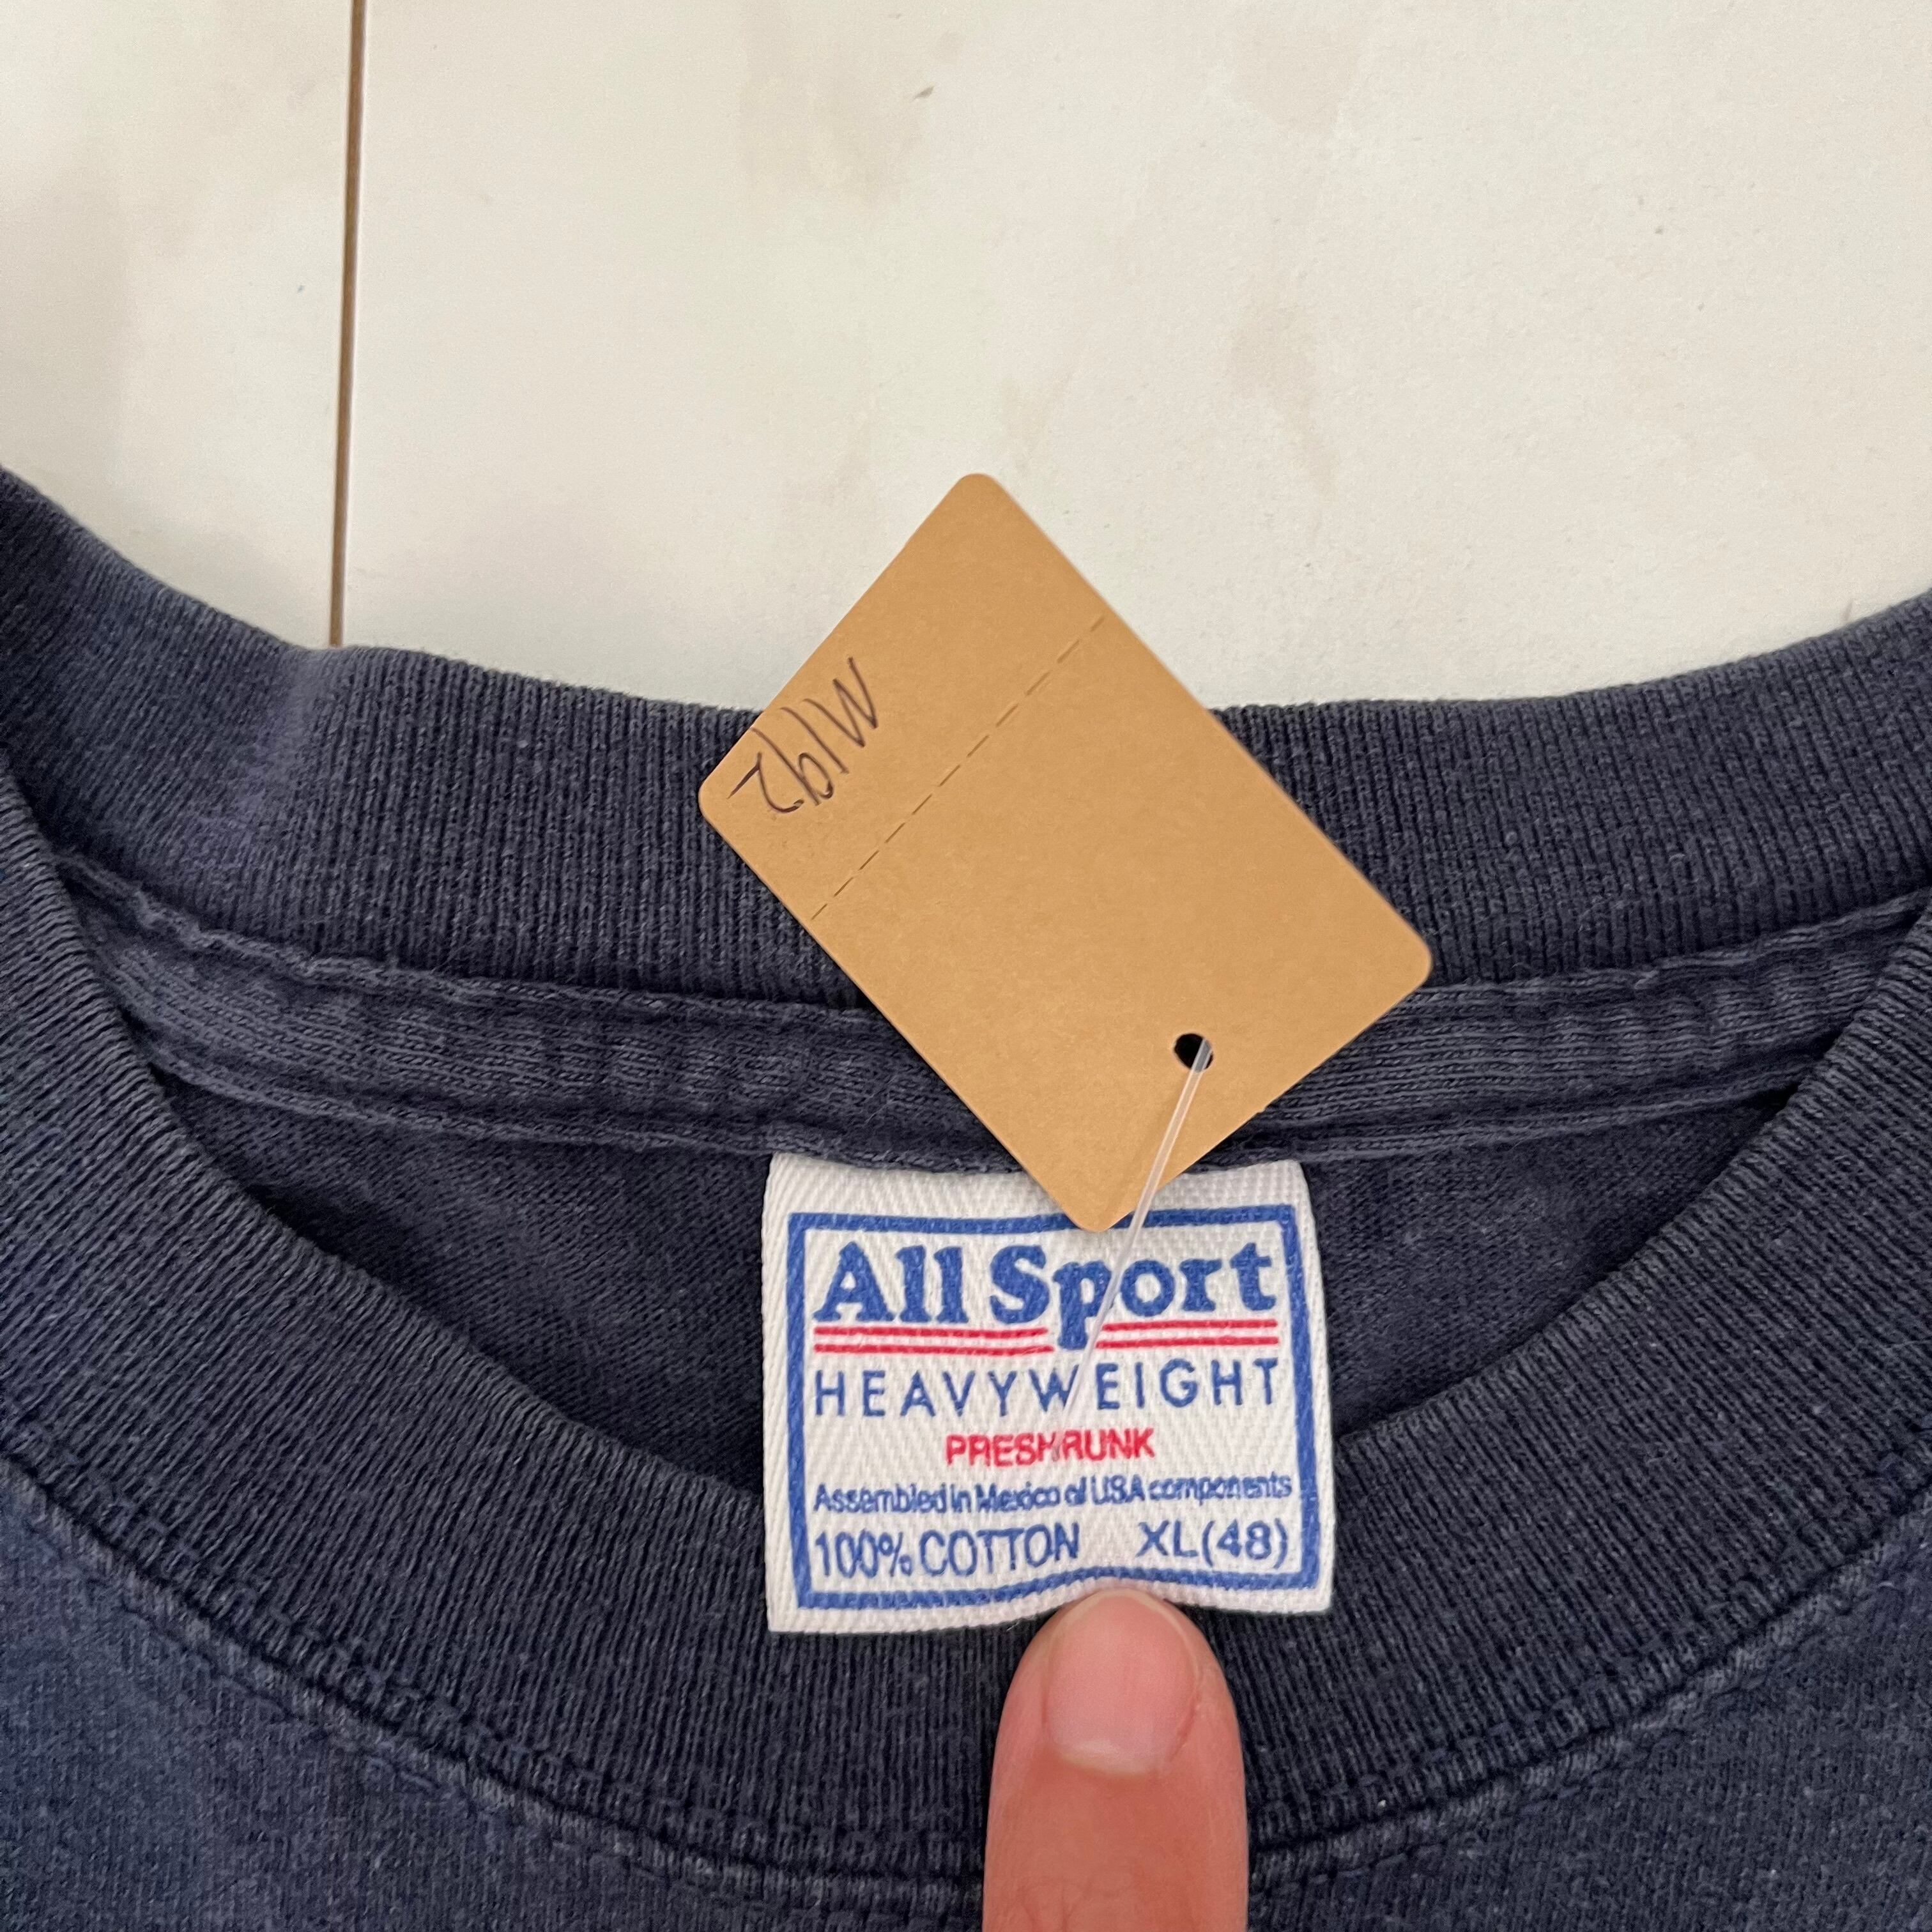 M192
All Sport
HEAVYWEIGHT
PRESHRUNK
Assembled in Mexico of USA components
100% COTTON XL(48)